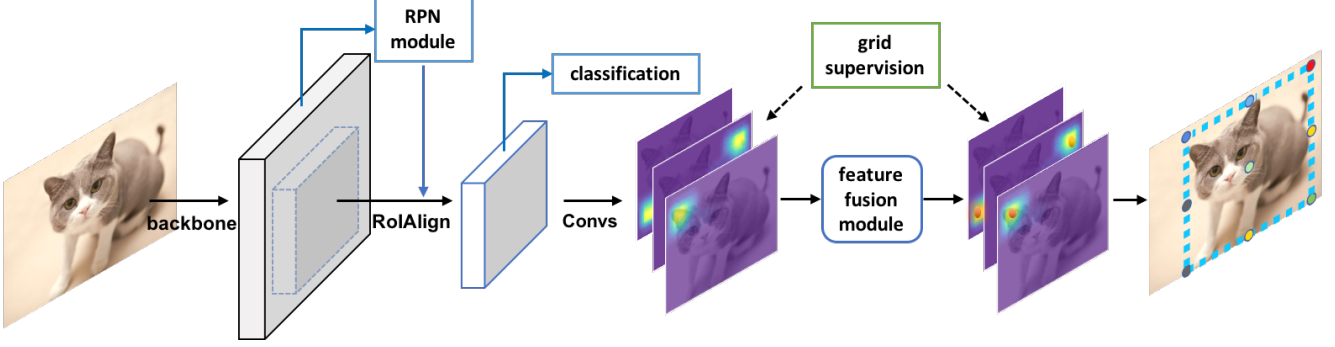 RPN
module
classification
grid
supervision
backbone
RoIAlign
Convs
feature
fusion
module